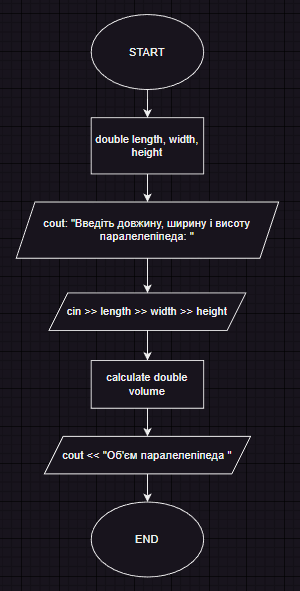 START
double length, width,
height
cout: "Введіть довжину, ширину і висоту
паралелепіпеда: "
cin >> length >> width >> height
calculate double
volume
cout << "Об'єм паралелепіпеда "
END